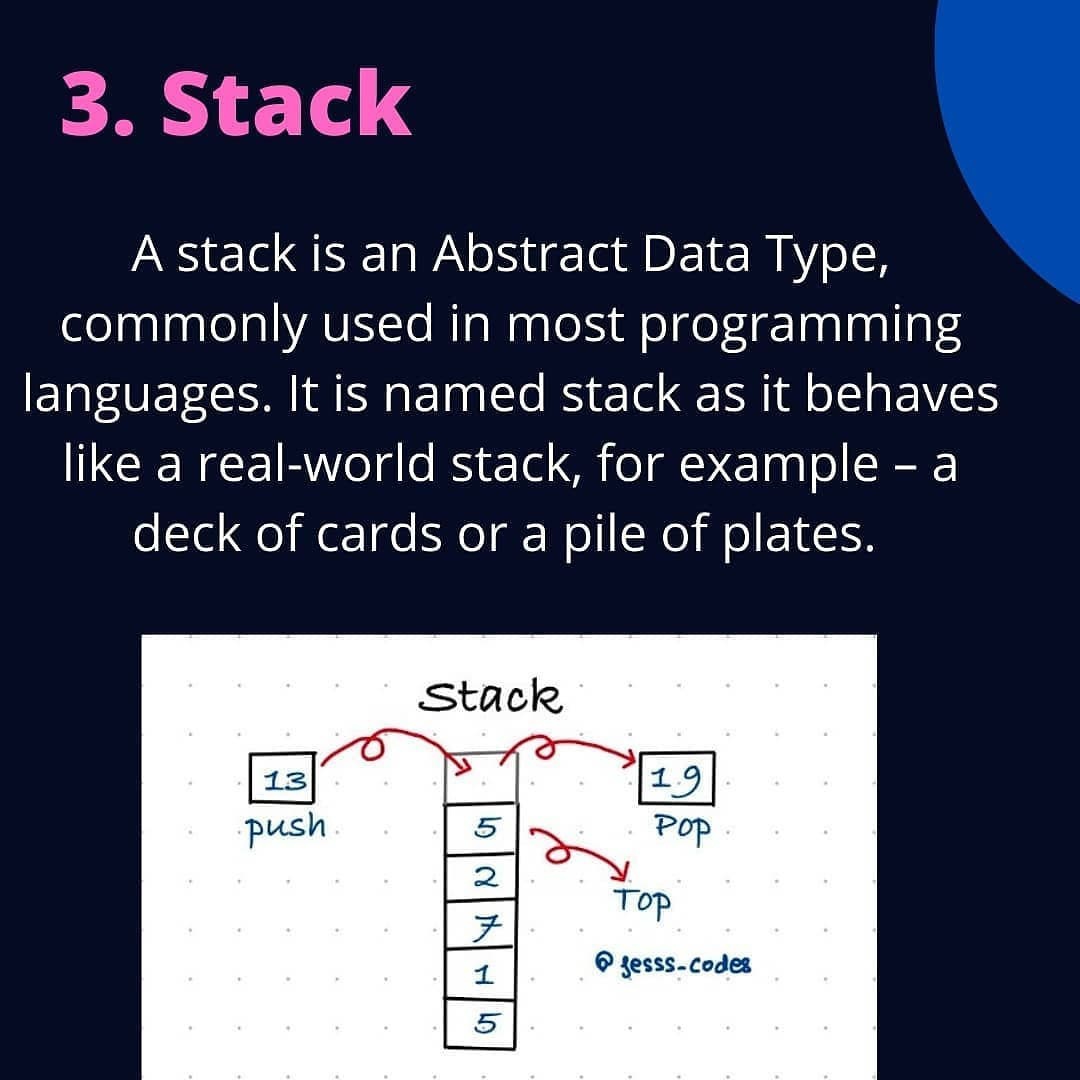 3. Stack
A stack is an Abstract Data Type,
commonly used in most programming
languages. It is named stack as it behaves
like a real-world stack, for example – a
deck of cards or a pile of plates.
Stack
13
push
19
Pop
5
2
7
1
5
Top
@jesss-codes